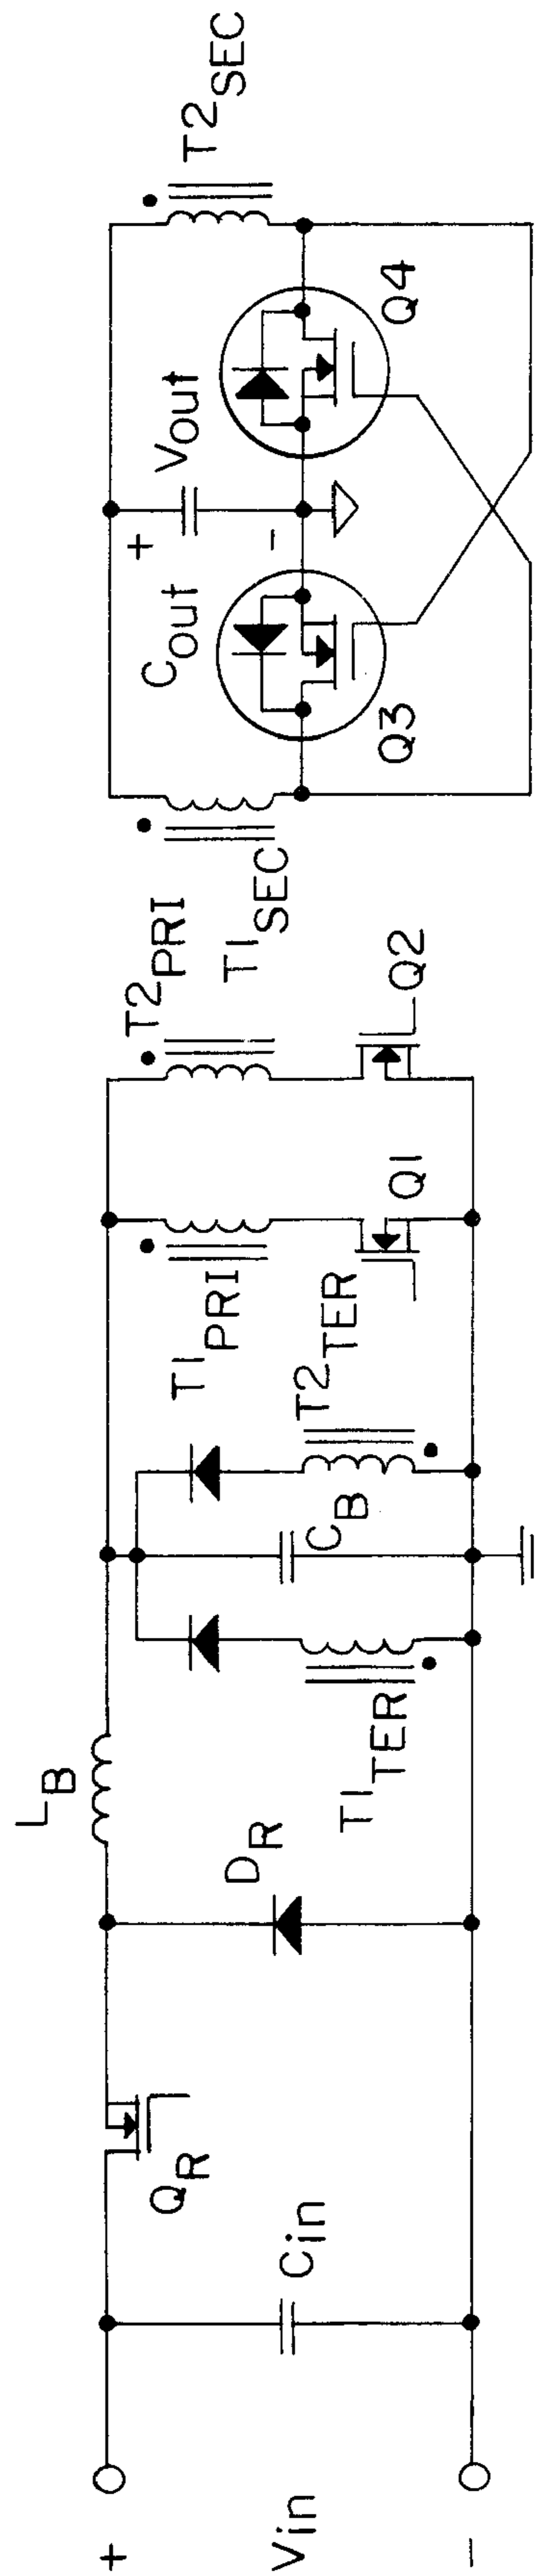 +
Vin
-
Cin
QR
DR
LB
T1TER
CB
T2TER
T1PRI
Q1
T2PRI
Q2
T1SEC
Q3
Cout
+
-
Vout
Q4
T2SEC